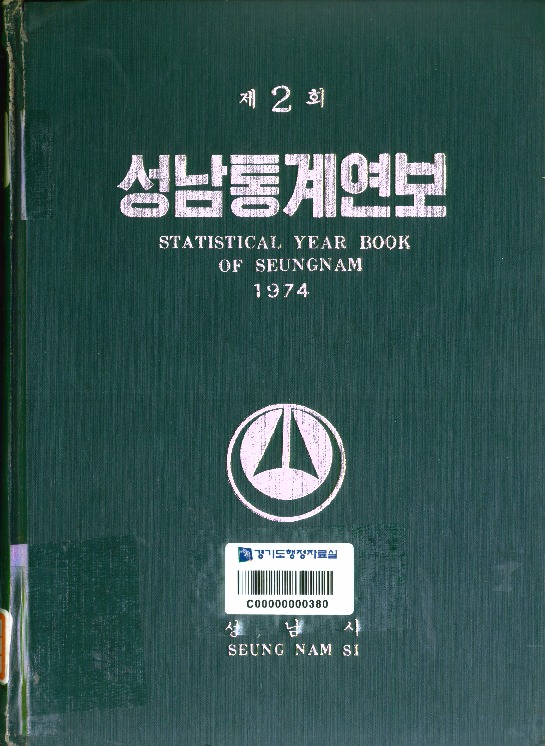 제 2 회
성남통계연보
STATISTICAL YEAR BOOK
OF SEUNGNAM
1974
경기도행정자료실
C00000000380
성 남 시
SEUNG NAM SI